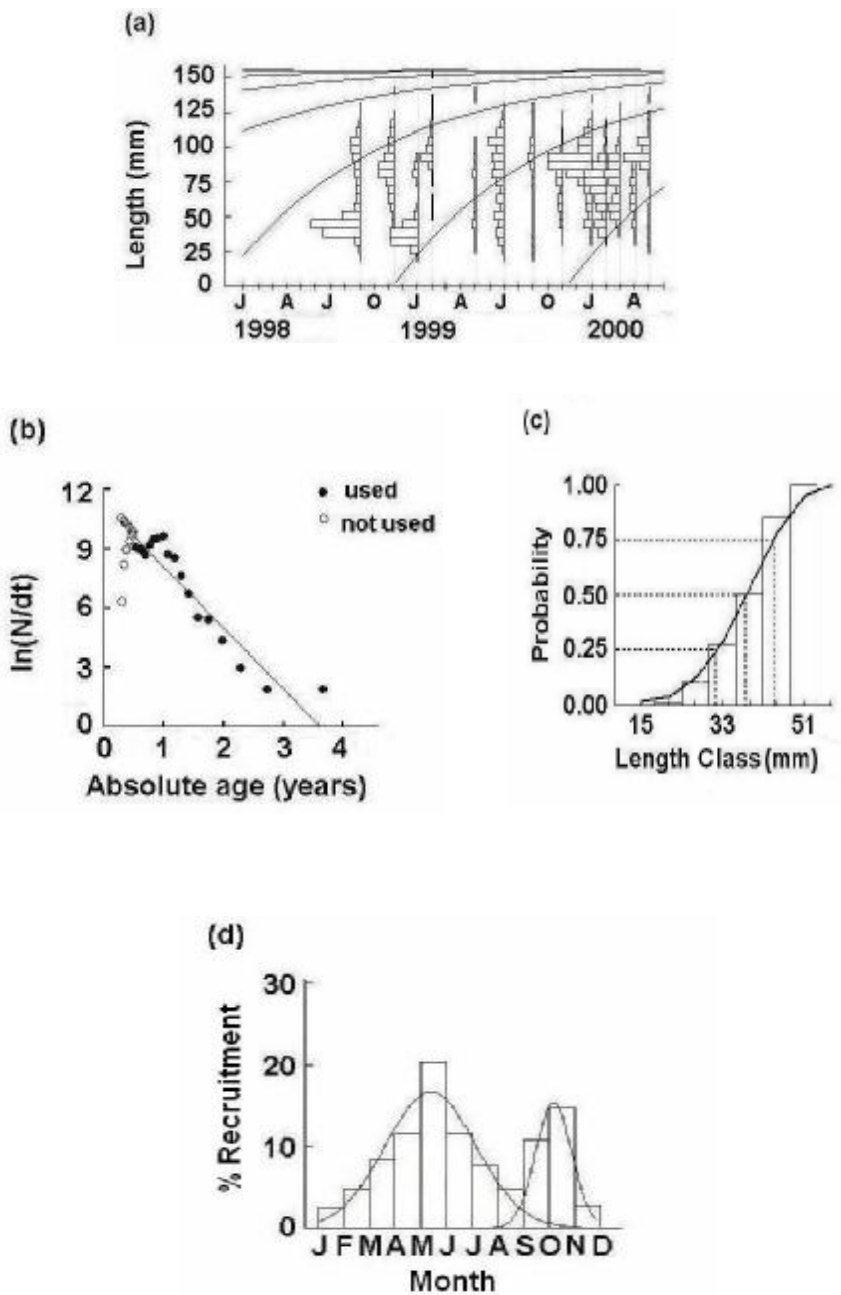 (a)
Length (mm)
150
125
100
75
50
25
0
J A J O J A J O J A
1998 1999 2000
(b)
ln(N/dt)
12
9
6
3
0
0 1 2 3 4
Absolute age (years)
used
not used
(c)
Probability
1.00
0.75
0.50
0.25
0.00
15 33 51
Length Class (mm)
(d)
% Recruitment
30
20
10
0
J F M A M J J A S O N D
Month